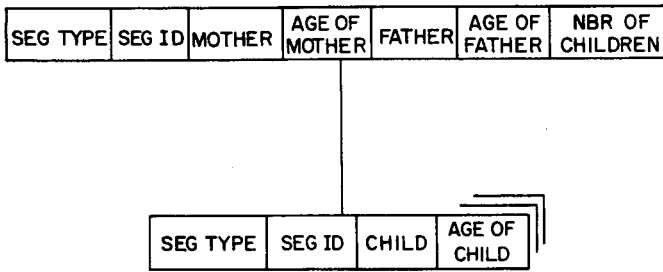 SEG TYPE SEG ID MOTHER AGE OF MOTHER FATHER AGE OF FATHER NBR OF CHILDREN
SEG TYPE SEG ID CHILD AGE OF CHILD